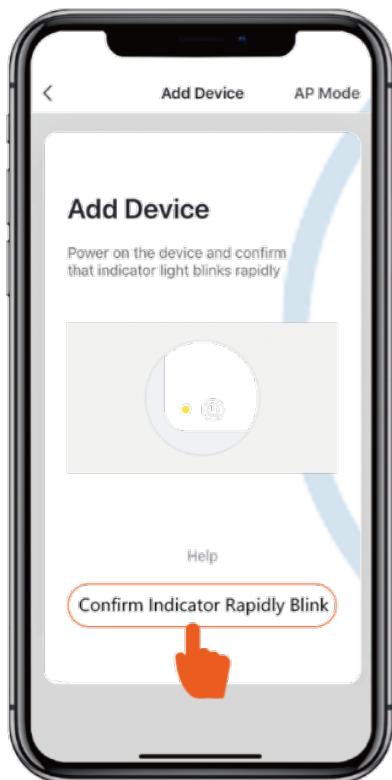 Add Device
AP Mode
Add Device
Power on the device and confirm
that indicator light blinks rapidly
Help
Confirm Indicator Rapidly Blink